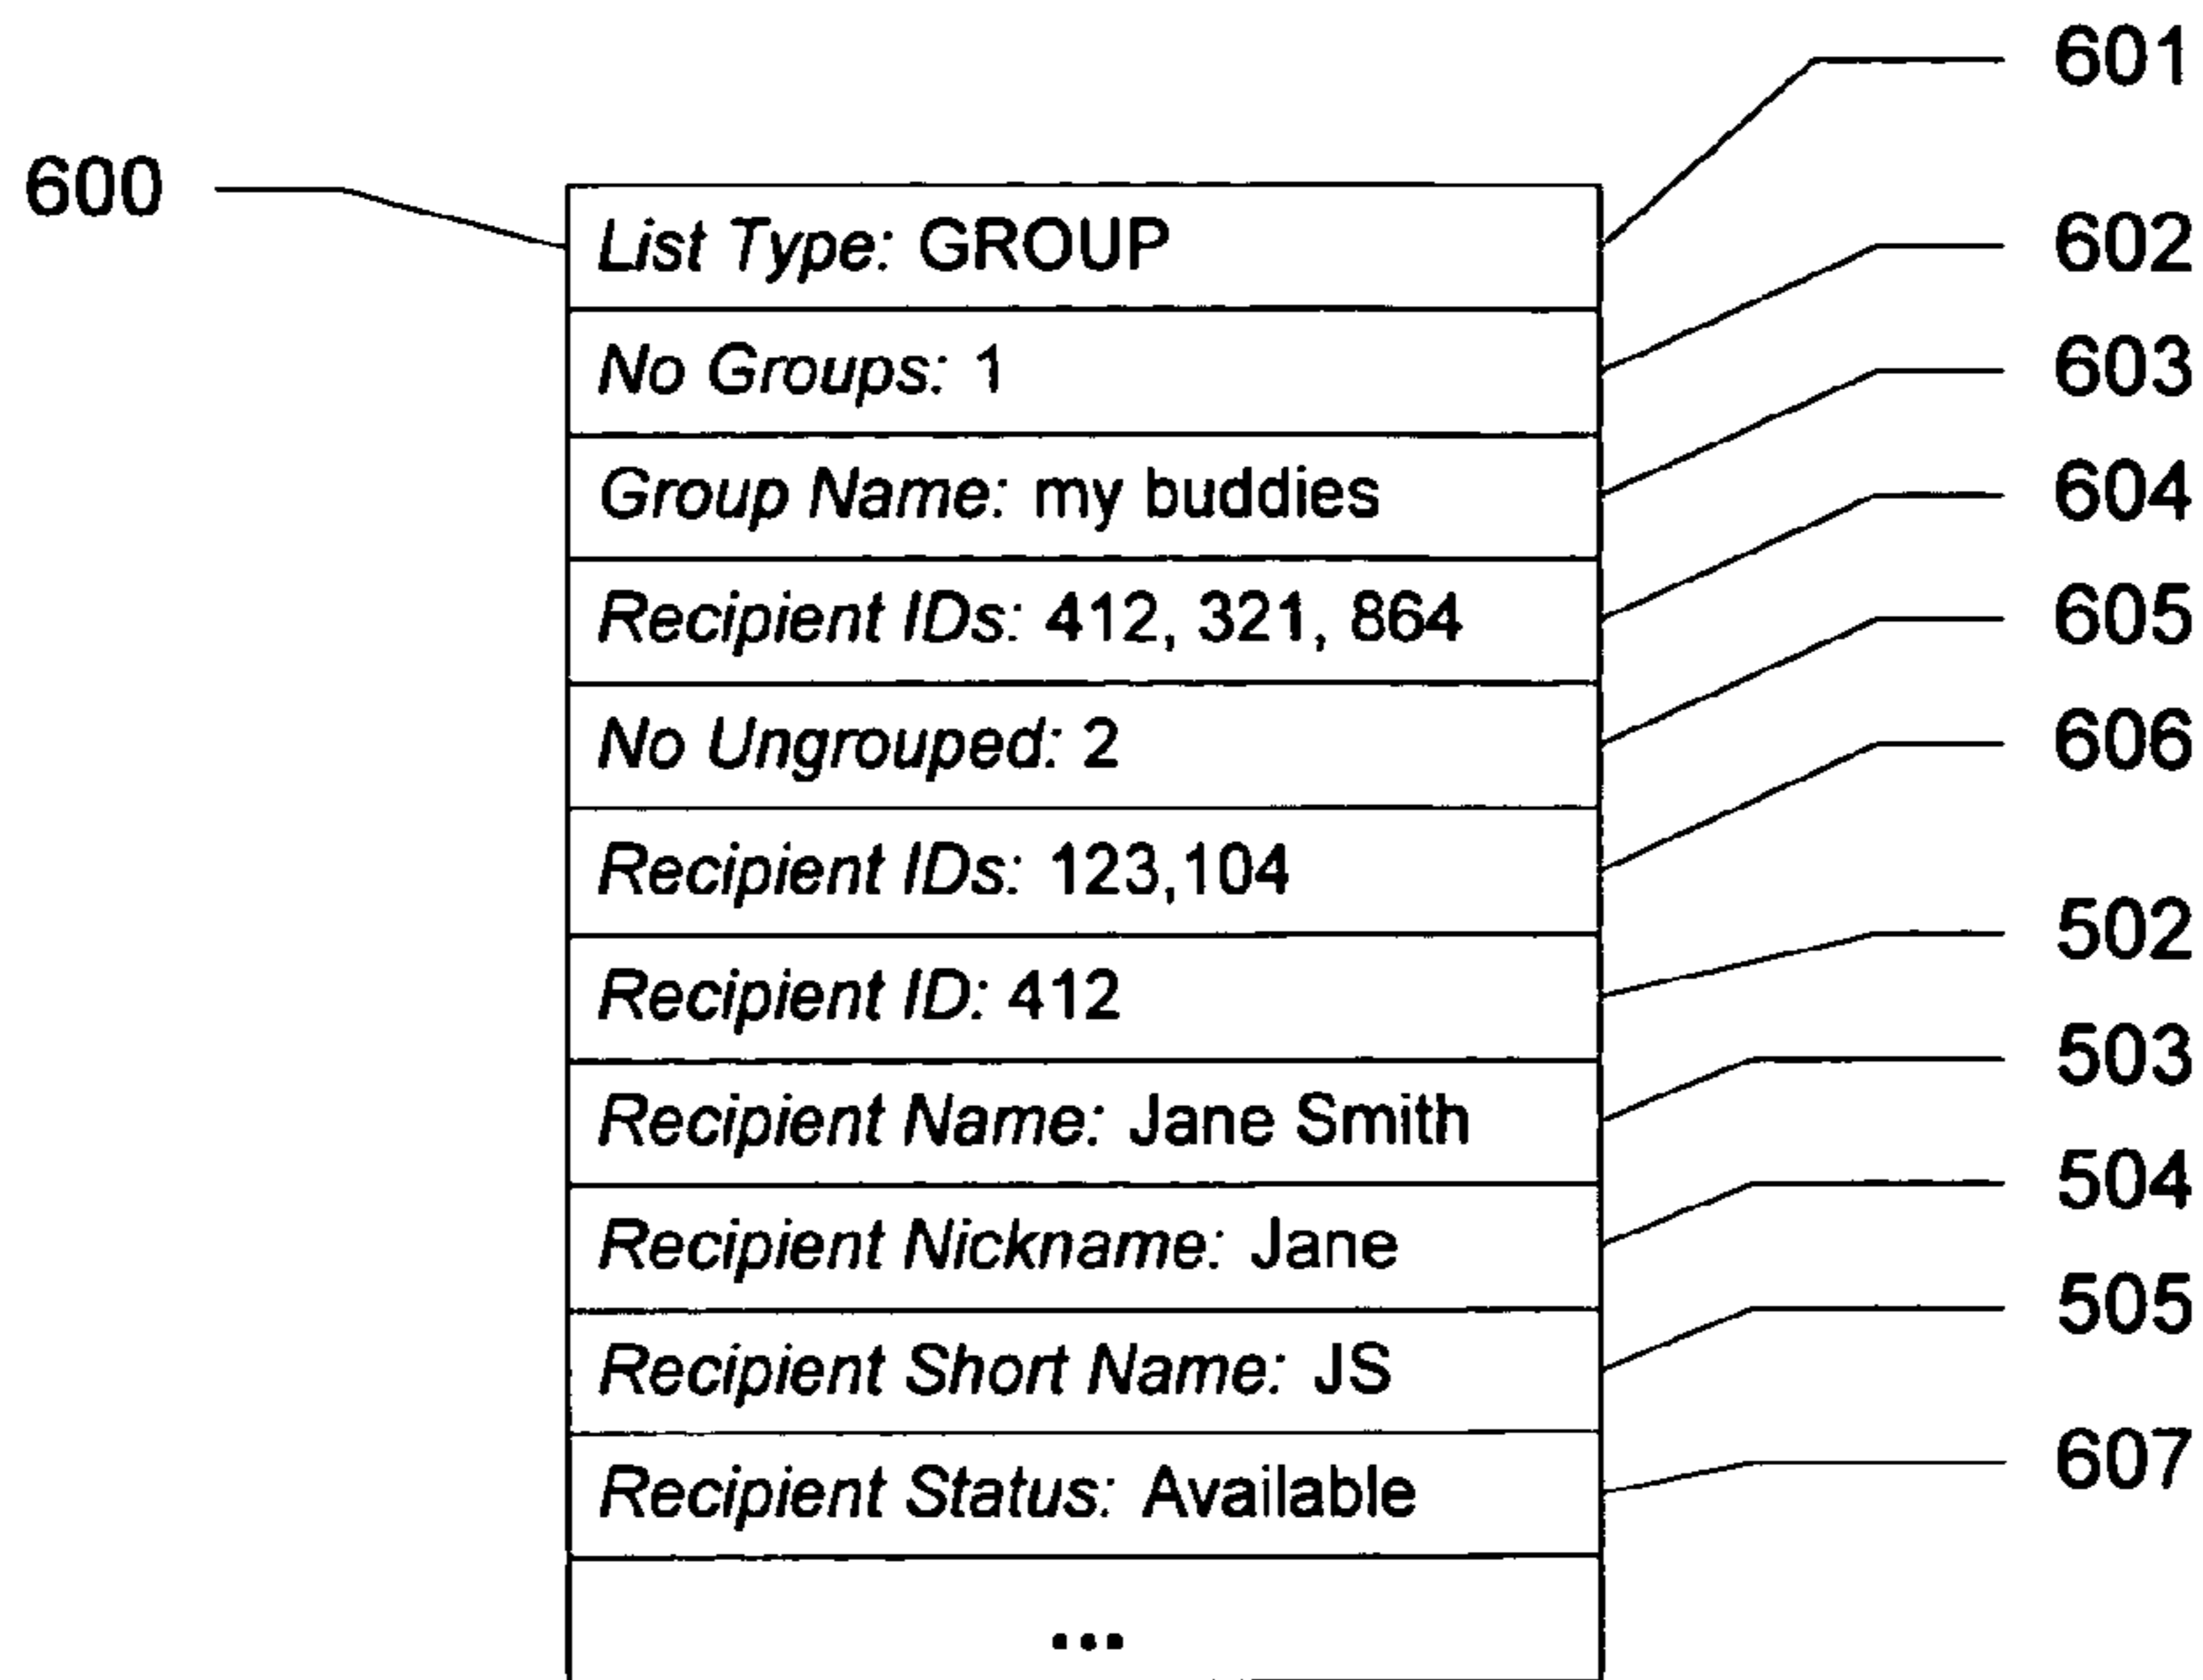 601
600
List Type: GROUP
602
No Groups: 1
603
Group Name: my buddies
604
Recipient IDs: 412, 321, 864
605
No Ungrouped: 2
606
Recipient IDs: 123,104
502
Recipient ID: 412
503
Recipient Name: Jane Smith
504
Recipient Nickname: Jane
505
Recipient Short Name: JS
607
Recipient Status: Available
...